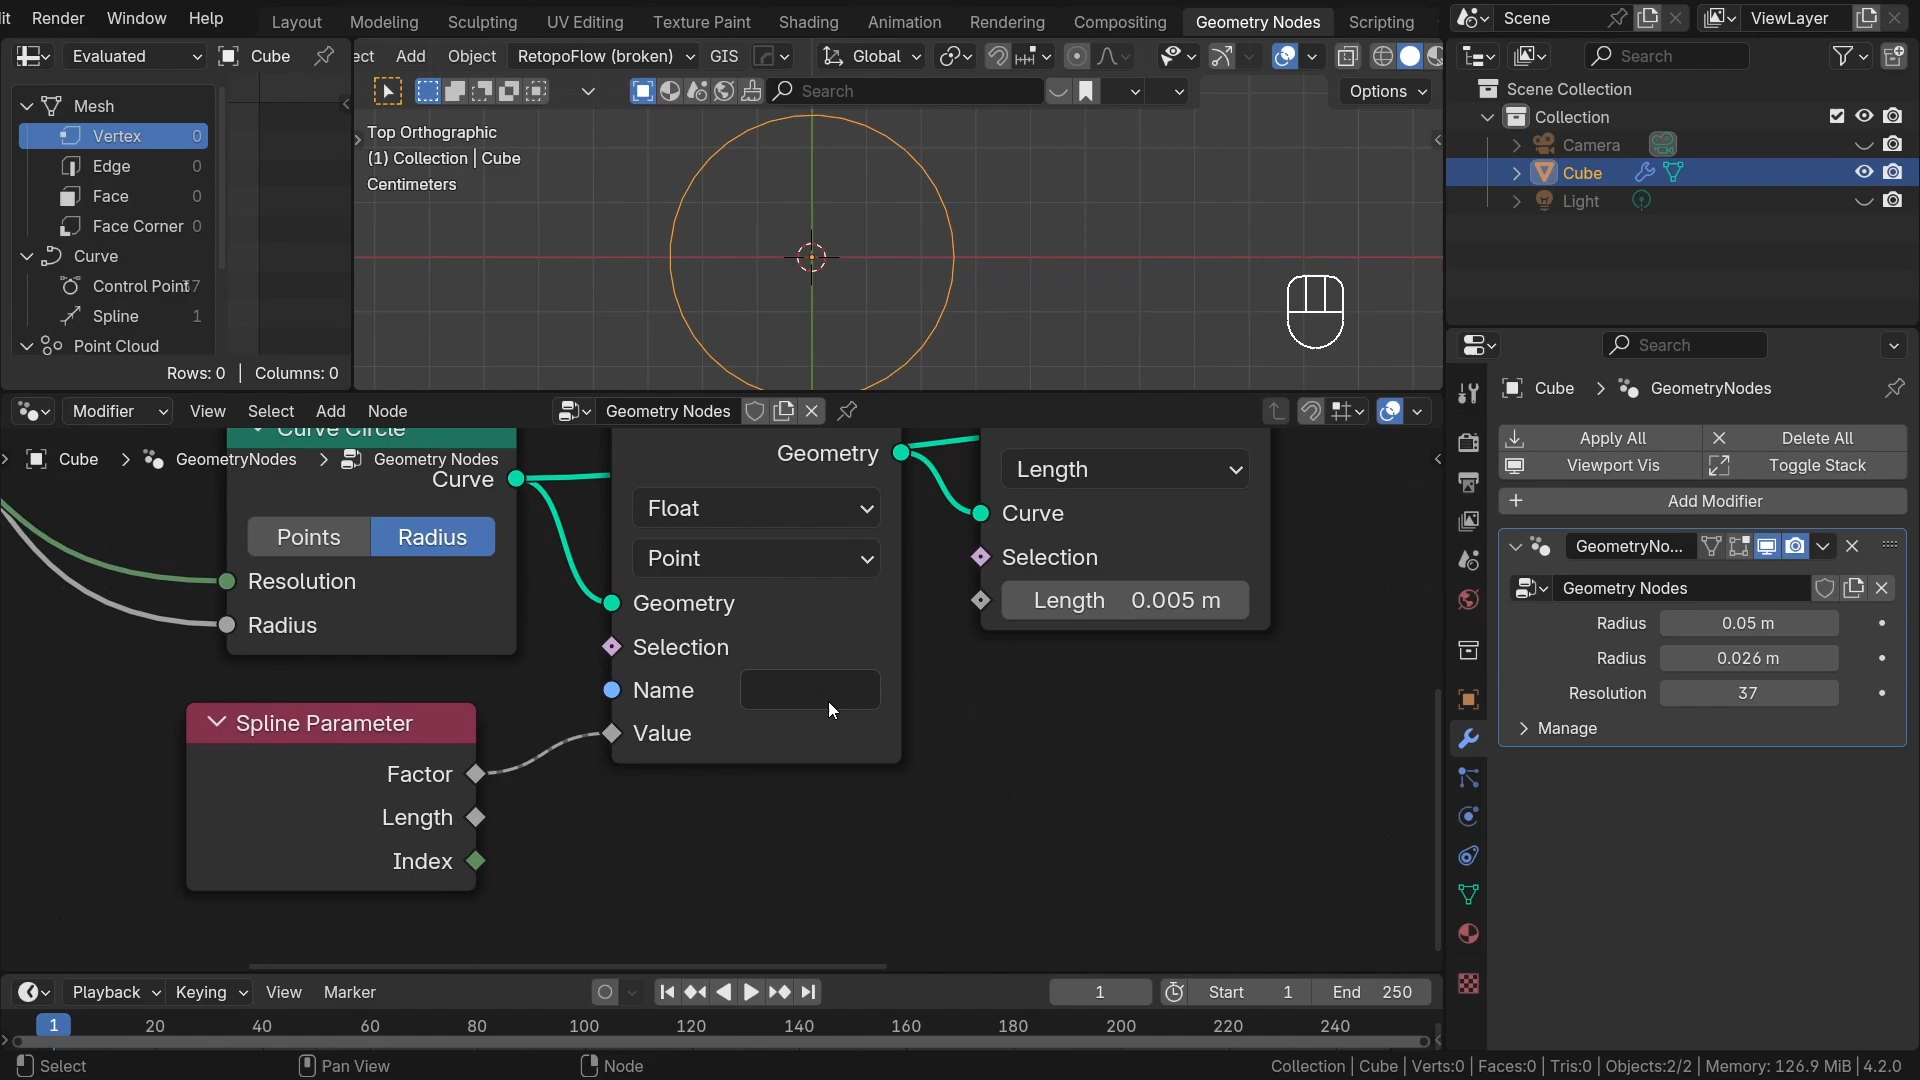 it Render Window Help Layout Modeling Sculpting UV Editing Texture Paint Shading Animation Rendering Compositing Geometry Nodes Scripting Scene ViewLayer
Evaluated Cube ect Add Object RetopoFlow (broken) GIS Global Search
Search Options
Mesh
Vertex 0
Edge 0
Face 0
Face Corner 0
Curve
Control Point 37
Spline 1
Point Cloud
Rows: 0 | Columns: 0
Top Orthographic
(1) Collection | Cube
Centimeters
Scene Collection
Collection
Camera
Cube
Light
Search
Cube > GeometryNodes
Apply All Delete All
Viewport Vis Toggle Stack
Add Modifier
GeometryNo...
Geometry Nodes
Radius 0.05 m
Radius 0.026 m
Resolution 37
Manage
Modifier View Select Add Node Geometry Nodes
Cube > GeometryNodes > Geometry Nodes
Curve Circle
Curve
Points Radius
Resolution
Radius
Spline Parameter
Factor
Length
Index
Geometry
Float
Point
Geometry
Selection
Name
Value
Length
Curve
Selection
Length 0.005 m
Playback Keying View Marker 1 Start 1 End 250
1 20 40 60 80 100 120 140 160 180 200 220 240
Select Pan View Node Collection | Cube | Verts:0 | Faces:0 | Tris:0 | Objects:2/2 | Memory: 126.9 MiB | 4.2.0